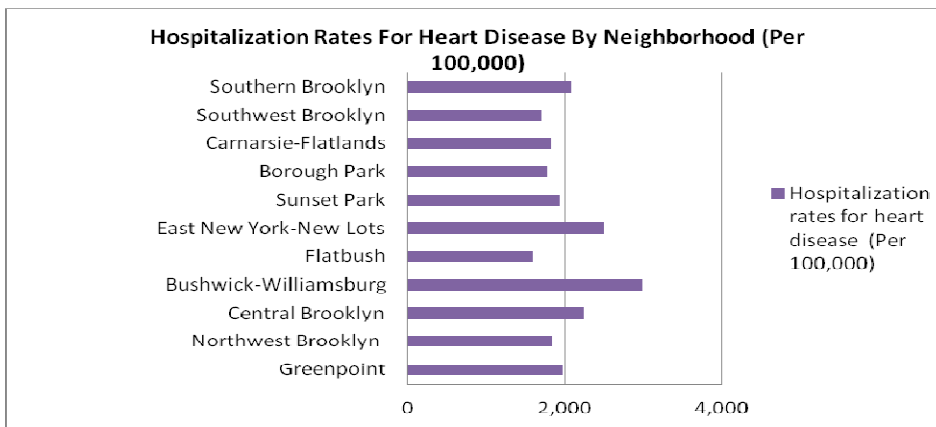 Hospitalization Rates For Heart Disease By Neighborhood (Per
100,000)
Southern Brooklyn
Southwest Brooklyn
Carnarsie-Flatlands
Borough Park
Sunset Park
East New York-New Lots
Flatbush
Bushwick-Williamsburg
Central Brooklyn
Northwest Brooklyn
Greenpoint
0 2,000 4,000
Hospitalization
rates for heart
disease (Per
100,000)